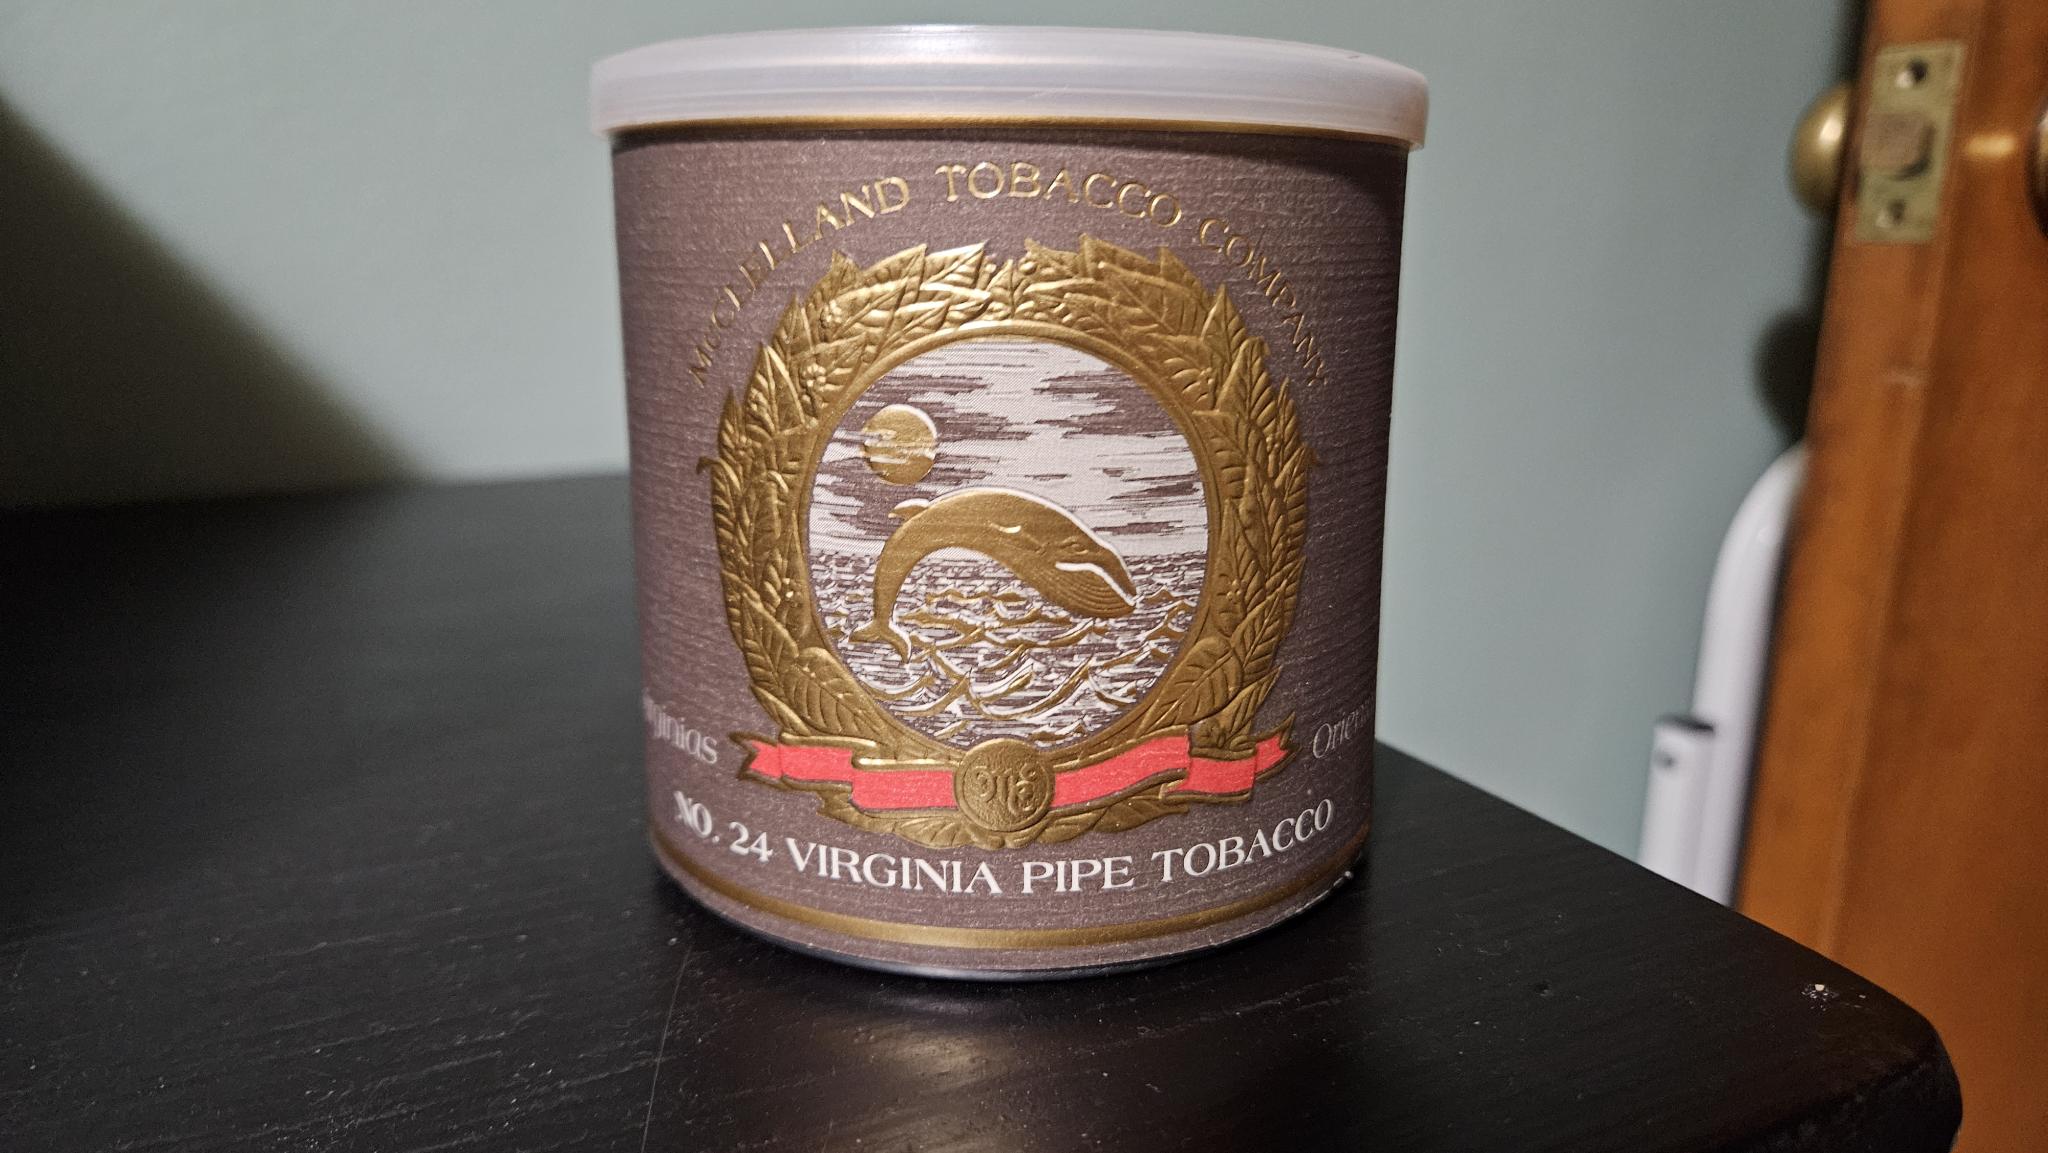 McCLELLAND TOBACCO COMPANY
NO. 24 VIRGINIA PIPE TOBACCO